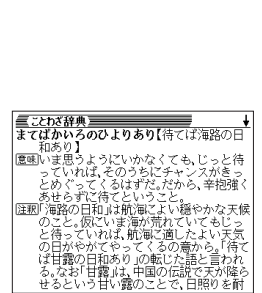 ことわざ辞典
まてばかいろのひよりあり【待てば海路の日
和あり】
意味 いま思うようにいかなくても、じっと待
っていれば、そのうちにチャンスがきっ
とめぐってくるはずだ。だから、辛抱強く
あせらずに待てということ。
注釈 「海路の日和」は航海によい穏やかな天候
のこと。仮にいま海が荒れていてもじっ
と待っていれば、航海に適したよい天気
の日がやがてやってくるの意から。「待て
ば甘露の日和あり」の転じた語と言われ
る。なお「甘露」は、中国の伝説で天が降ら
せるという甘い露のことで、日照りを耐